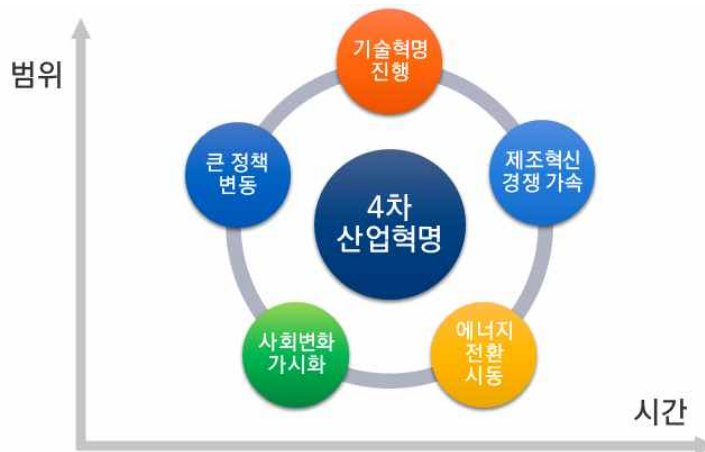 범위
기술혁명
진행
큰 정책
변동
제조혁신
경쟁 가속
4차
산업혁명
사회변화
가시화
에너지
전환
시동
시간